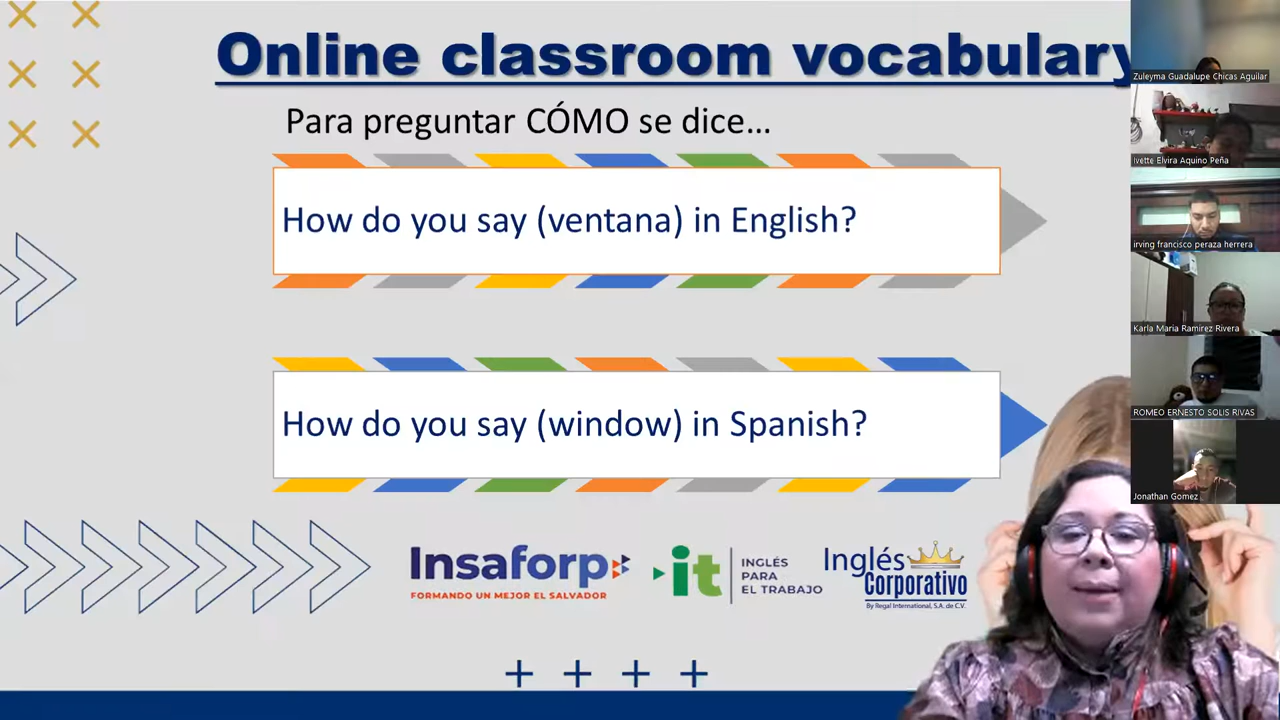 Online classroom vocabulary
Para preguntar CÓMO se dice...
How do you say (ventana) in English?
How do you say (window) in Spanish?
Insaforp
FORMANDO UN MEJOR EL SALVADOR
it
INGLÉS
PARA
EL TRABAJO
Inglés
Corporativo
By Regal International, S.A. de C.V.
Zuleyma Guadalupe Chicas Aguilar
Ivette Elvira Aquino Peña
irving francisco peraza herrera
Karla Maria Ramirez Rivera
ROMEO ERNESTO SOLIS RIVAS
Jonathan Gomez